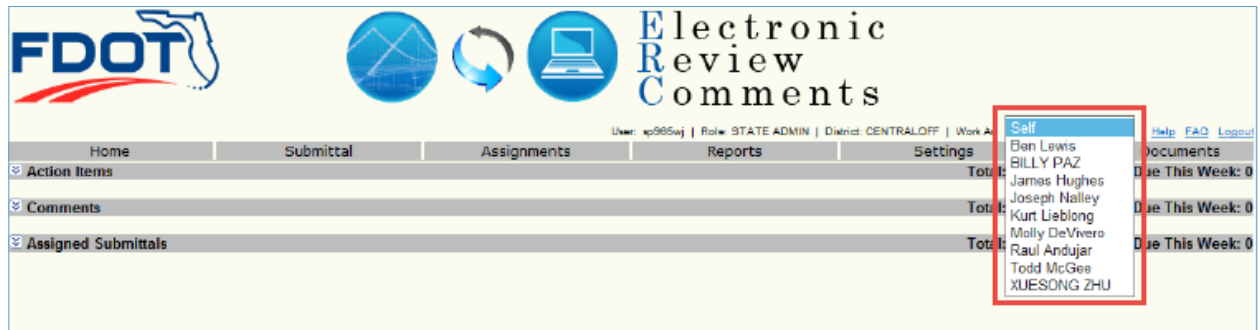 FDOT
Electronic
Review
Comments
User: sp965wj | Role: STATE ADMIN | District: CENTRALOFF | Work A
Help FAQ Logout
Home Submittal Assignments Reports Settings Documents
Action Items Total: Due This Week: 0
Comments Total: Due This Week: 0
Assigned Submittals Total: Due This Week: 0
Self
Ben Lewis
BILLY PAZ
James Hughes
Joseph Nalley
Kurt Lieblong
Molly DeVivero
Raul Andujar
Todd McGee
XUESONG ZHU